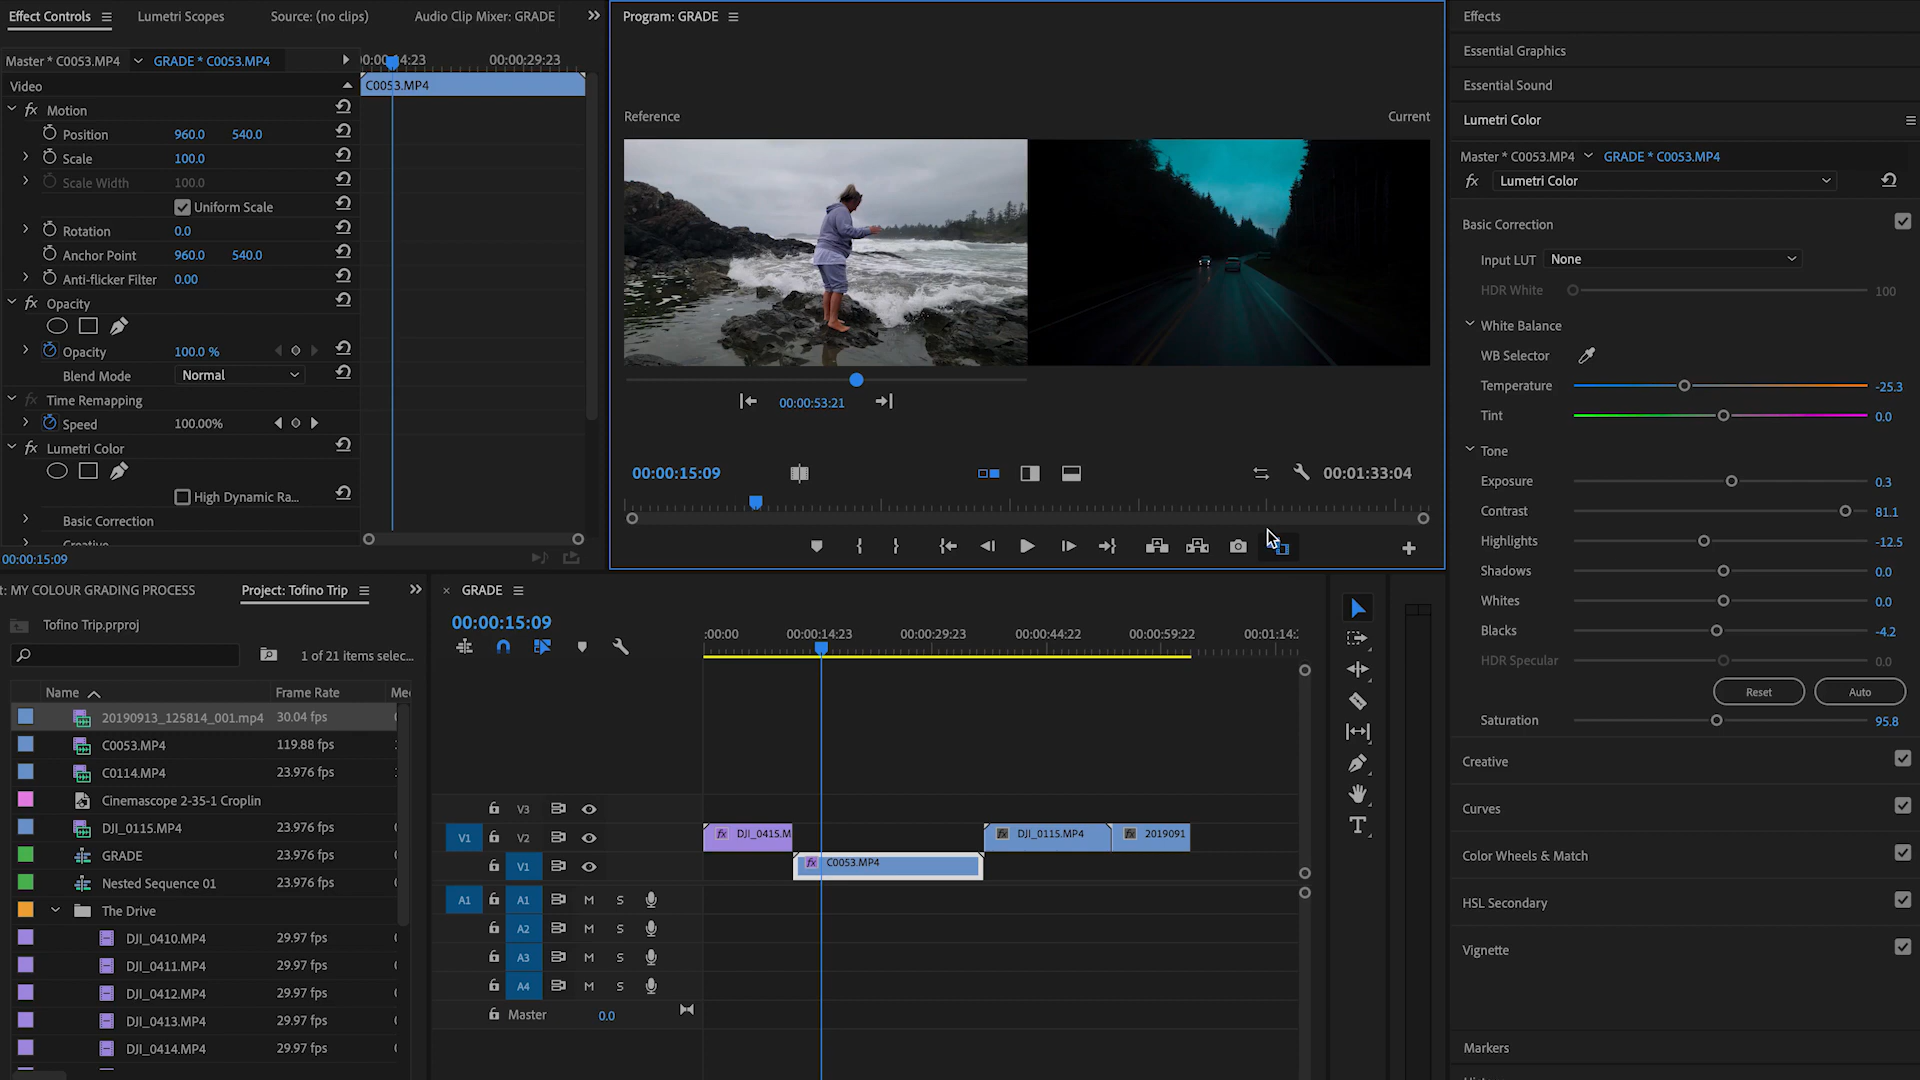 Effect Controls
Lumetri Scopes
Source: (no clips)
Audio Clip Mixer: GRADE
Master * C0053.MP4
GRADE * C0053.MP4
4:23
00:00:29:23
Video
C0053.MP4
fx Motion
Position 960.0 540.0
Scale 100.0
Scale Width 100.0
Uniform Scale
Rotation 0.0
Anchor Point 960.0 540.0
Anti-flicker Filter 0.00
fx Opacity
Opacity 100.0 %
Blend Mode Normal
fx Time Remapping
Speed 100.00%
fx Lumetri Color
High Dynamic Ra...
Basic Correction
Creative
00:00:15:09
Program: GRADE
Reference
Current
00:00:53:21
00:00:15:09
00:01:33:04
Effects
Essential Graphics
Essential Sound
Lumetri Color
Master * C0053.MP4
GRADE * C0053.MP4
fx Lumetri Color
Basic Correction
Input LUT None
HDR White 100
White Balance
WB Selector
Temperature -25.3
Tint 0.0
Tone
Exposure 0.3
Contrast 81.1
Highlights -12.5
Shadows 0.0
Whites 0.0
Blacks -4.2
HDR Specular 0.0
Reset Auto
Saturation 95.8
Creative
Curves
Color Wheels & Match
HSL Secondary
Vignette
Markers
t: MY COLOUR GRADING PROCESS
Project: Tofino Trip
Tofino Trip.prproj
1 of 21 items selec...
Name Frame Rate Me
20190913_125814_001.mp4 30.04 fps
C0053.MP4 119.88 fps
C0114.MP4 23.976 fps
Cinemascope 2-35-1 Croplin
DJI_0115.MP4 23.976 fps
GRADE 23.976 fps
Nested Sequence 01 23.976 fps
The Drive
DJI_0410.MP4 29.97 fps
DJI_0411.MP4 29.97 fps
DJI_0412.MP4 29.97 fps
DJI_0413.MP4 29.97 fps
DJI_0414.MP4 29.97 fps
× GRADE
00:00:15:09
:00:00 00:00:14:23 00:00:29:23 00:00:44:22 00:00:59:22 00:01:14:
V3
V1 V2 fx DJI_0415.M fx DJI_0115.MP4 fx 2019091
V1 fx C0053.MP4
A1 A1 M S
A2 M S
A3 M S
A4 M S
Master 0.0
T